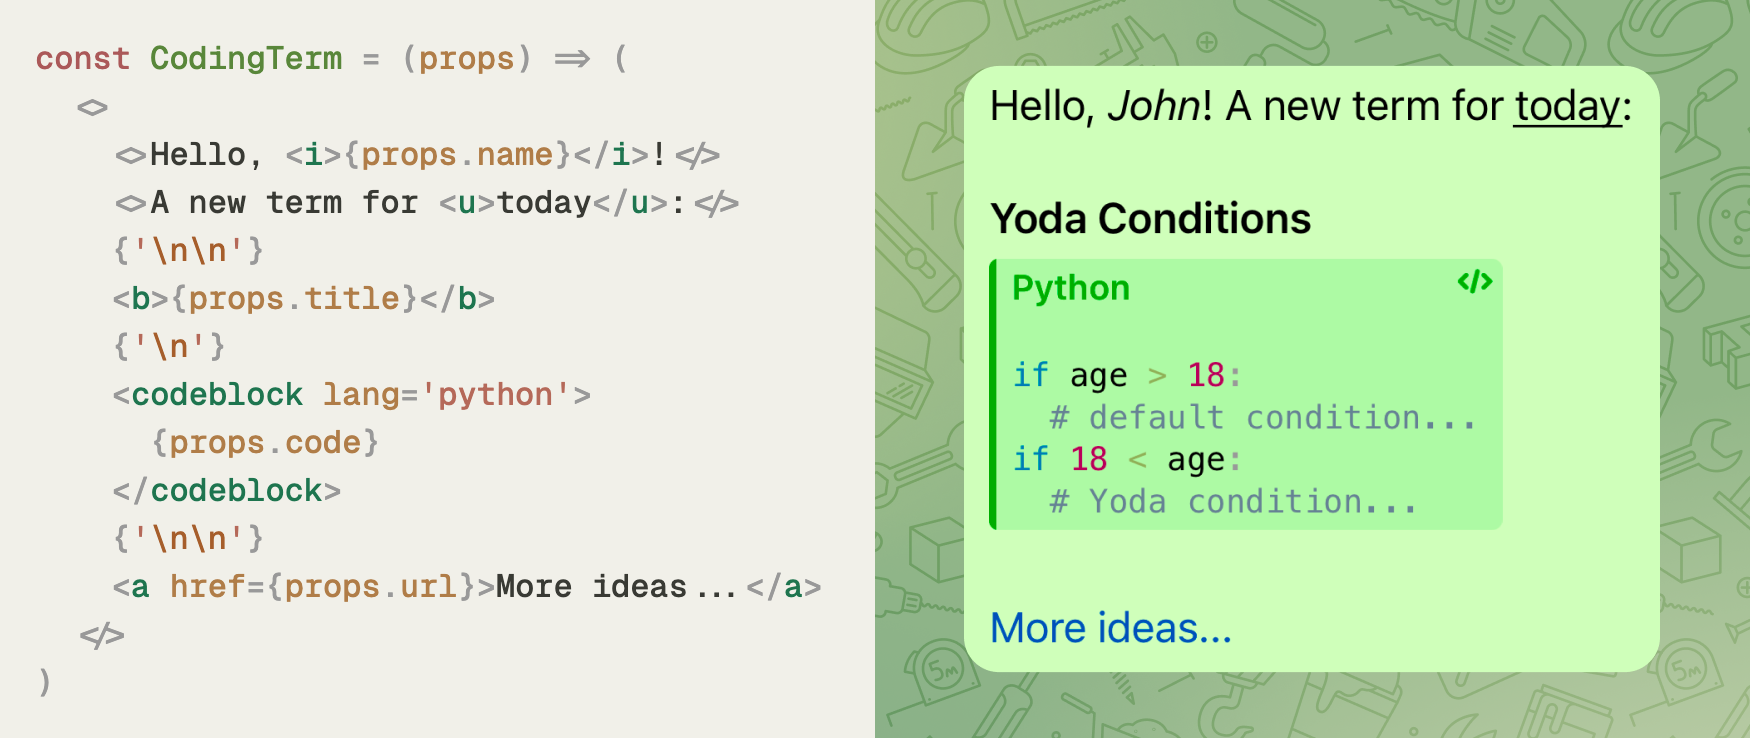 const CodingTerm = (props) => (
<>
<>Hello, <i>{props.name}</i>!</>
<>A new term for <u>today</u>:</>
{'\n\n'}
<b>{props.title}</b>
{'\n'}
<codeblock lang='python'>
{props.code}
</codeblock>
{'\n\n'}
<a href={props.url}>More ideas...</a>
</>
)
Hello, John! A new term for today:
Yoda Conditions
Python </>
if age > 18:
# default condition...
if 18 < age:
# Yoda condition...
More ideas...
5m
5m